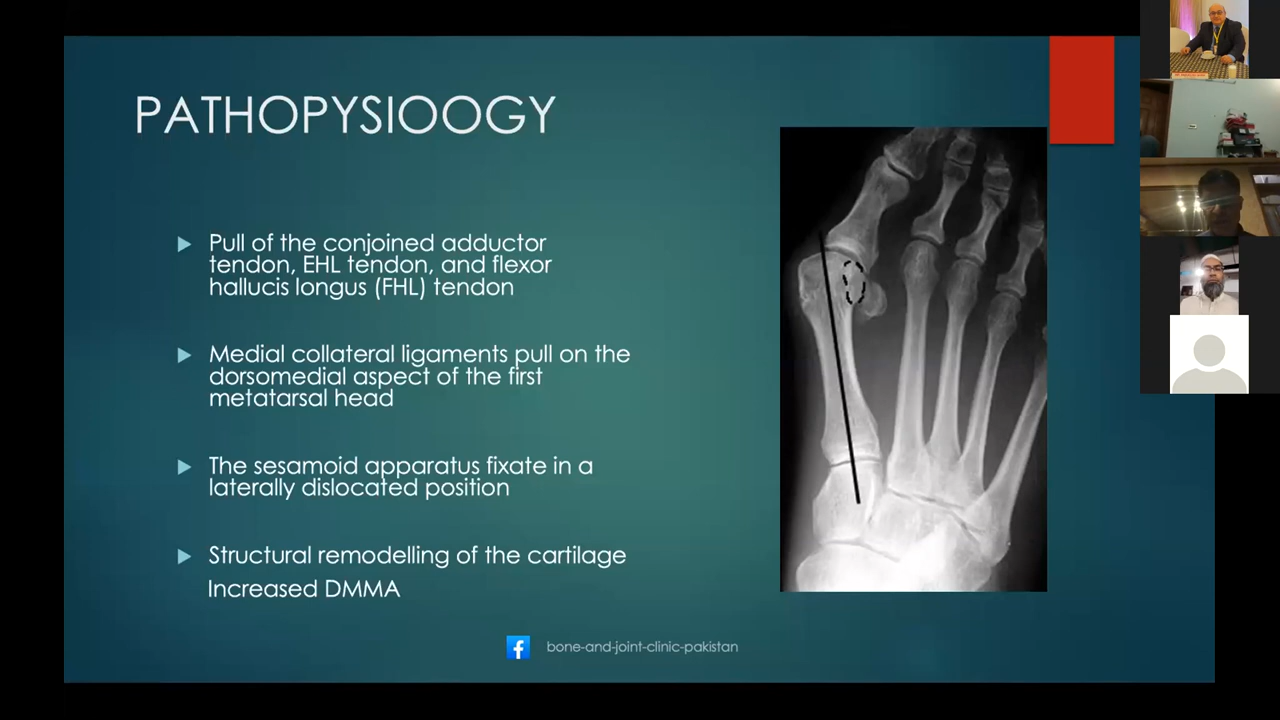 PATHOPYSIOOGY
Pull of the conjoined adductor
tendon, EHL tendon, and flexor
hallucis longus (FHL) tendon
Medial collateral ligaments pull on the
dorsomedial aspect of the first
metatarsal head
The sesamoid apparatus fixate in a
laterally dislocated position
Structural remodelling of the cartilage
Increased DMMA
bone-and-joint-clinic-pakistan